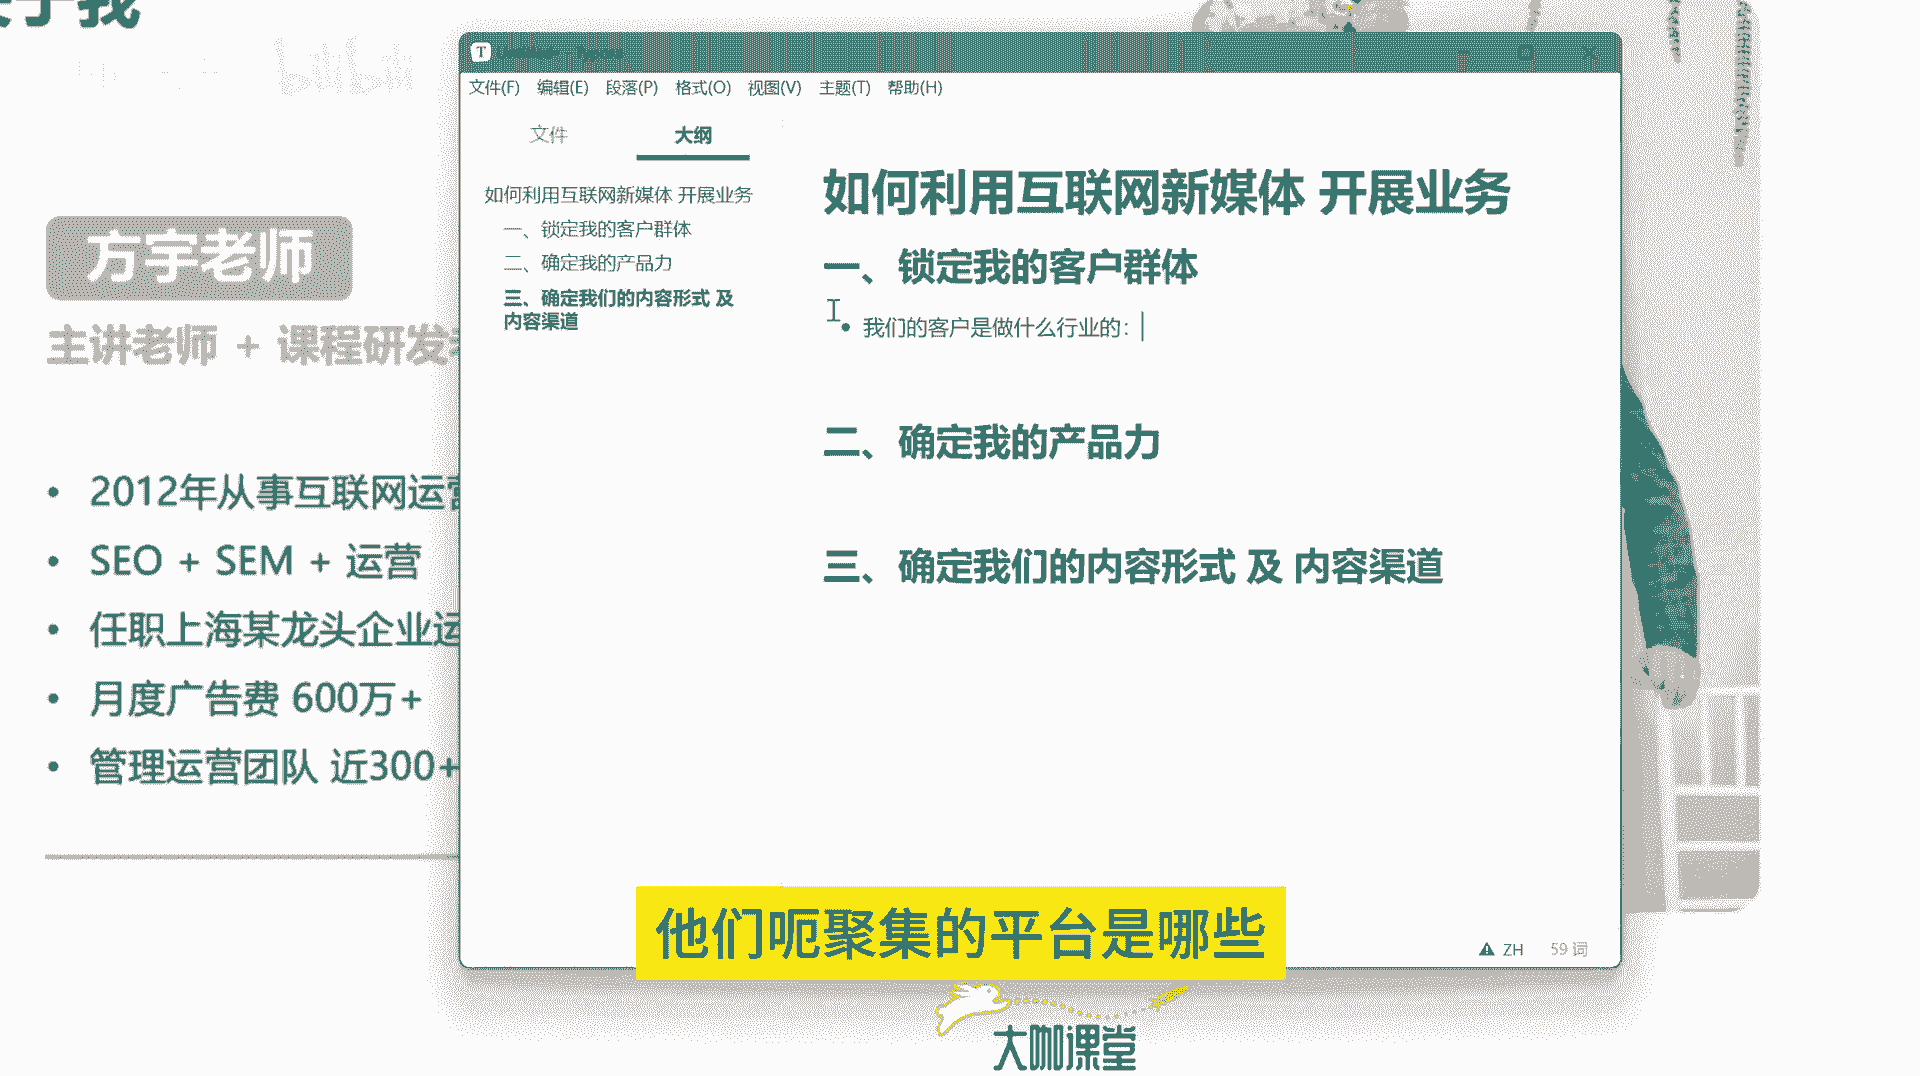 关于我
bilibili
方宇老师
主讲老师 + 课程研发
2012年从事互联网运营
SEO + SEM + 运营
任职上海某龙头企业运
月度广告费 600万+
管理运营团队 近300+
T
文件(F) 编辑(E) 段落(P) 格式(O) 视图(V) 主题(T) 帮助(H)
文件 大纲
如何利用互联网新媒体 开展业务
一、锁定我的客户群体
二、确定我的产品力
三、确定我们的内容形式 及
内容渠道
如何利用互联网新媒体 开展业务
一、锁定我的客户群体
我们的客户是做什么行业的：
二、确定我的产品力
三、确定我们的内容形式 及 内容渠道
ZH 59 词
他们呃聚集的平台是哪些
大咖课堂